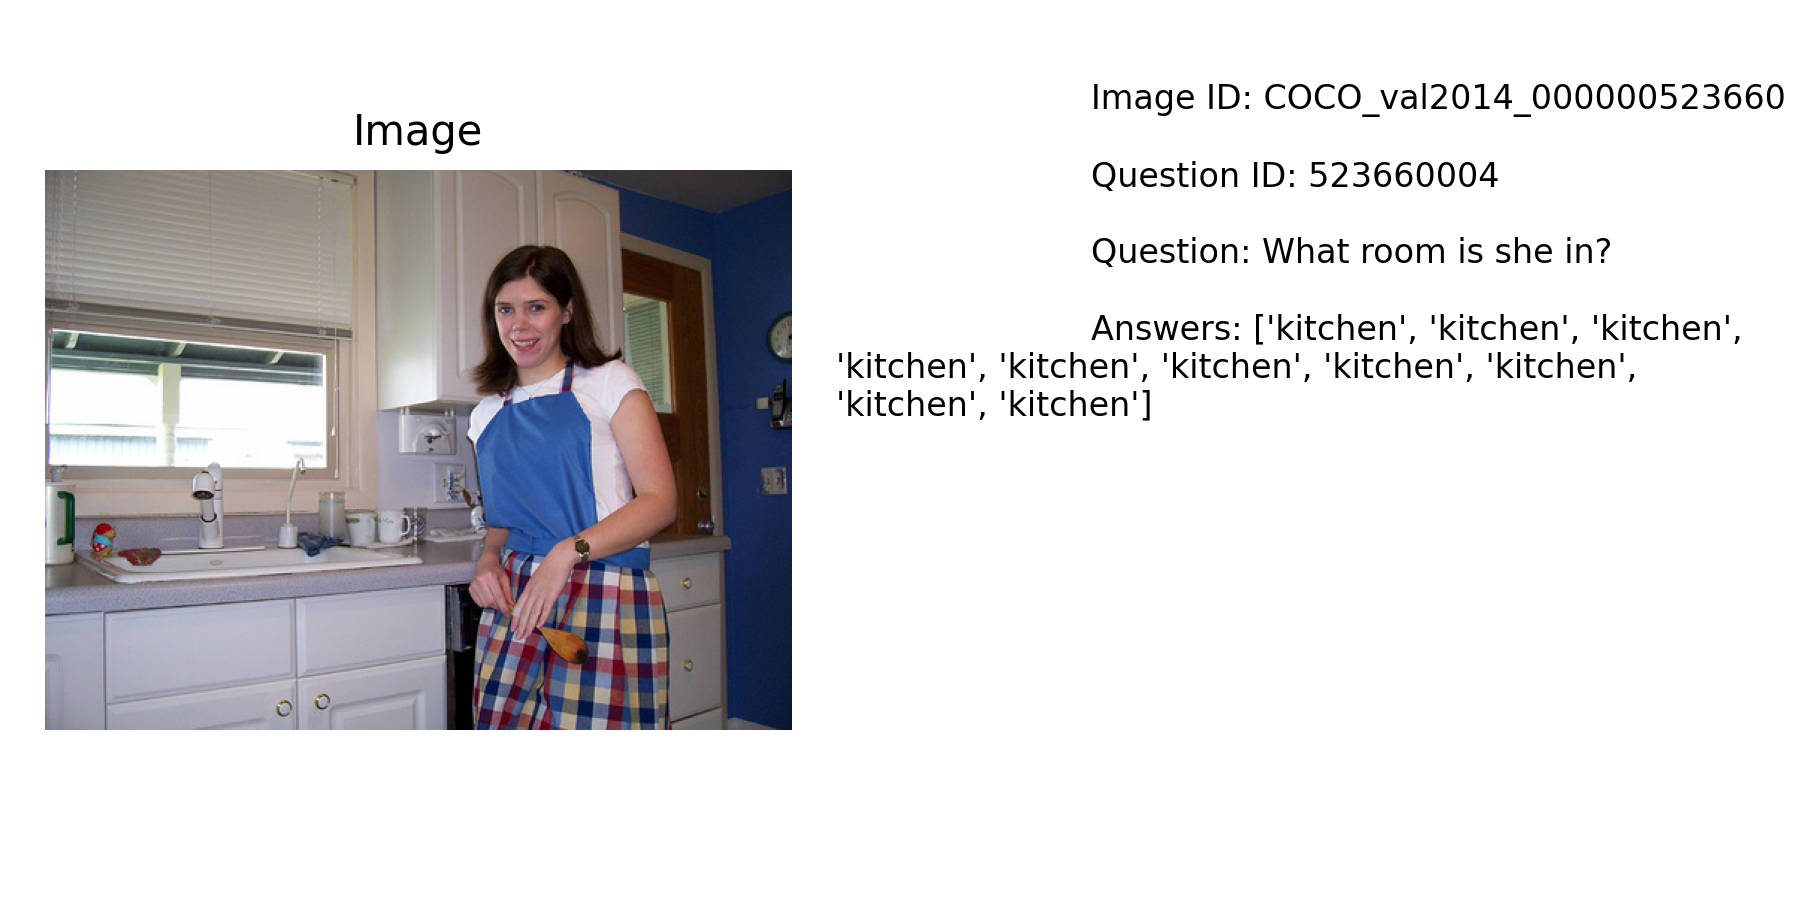 Image
Image ID: COCO_val2014_000000523660
Question ID: 523660004
Question: What room is she in?
Answers: ['kitchen', 'kitchen', 'kitchen',
'kitchen', 'kitchen', 'kitchen', 'kitchen', 'kitchen',
'kitchen', 'kitchen']